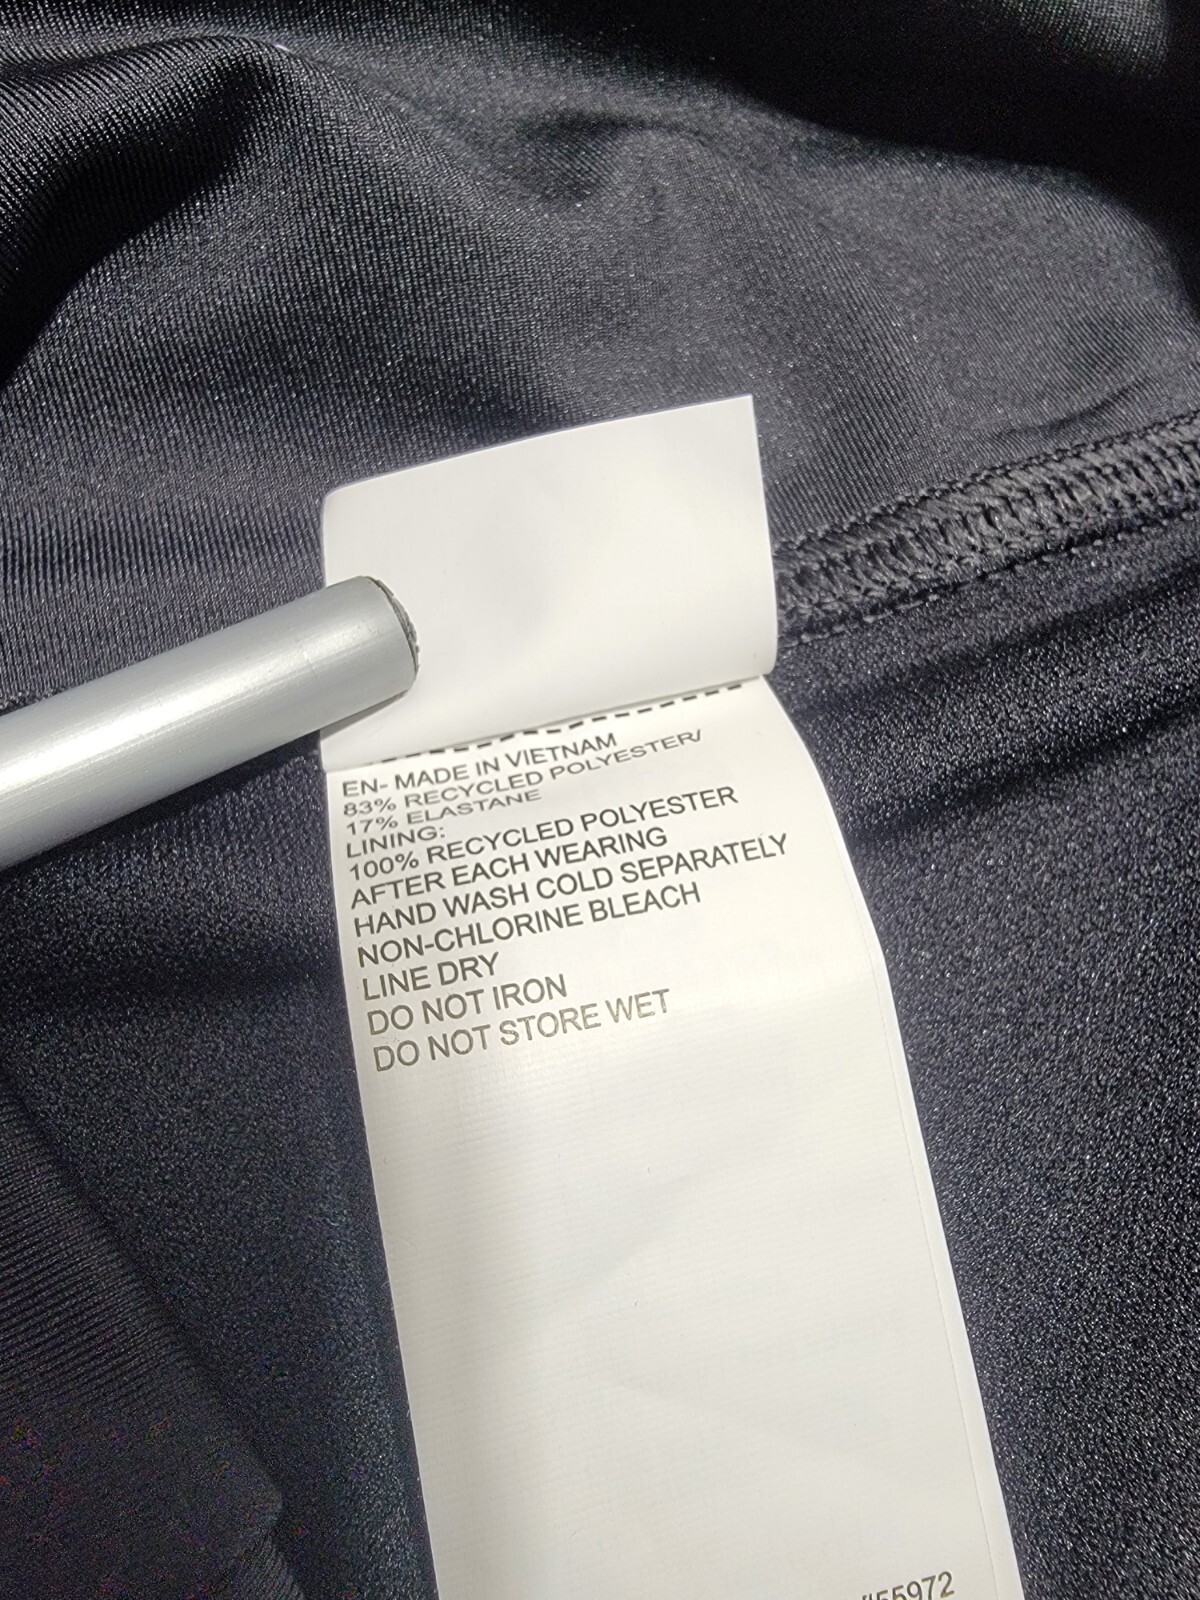 EN- MADE IN VIETNAM
83% RECYCLED POLYESTER/
17% ELASTANE
LINING:
100% RECYCLED POLYESTER
AFTER EACH WEARING
HAND WASH COLD SEPARATELY
NON-CHLORINE BLEACH
LINE DRY
DO NOT IRON
DO NOT STORE WET